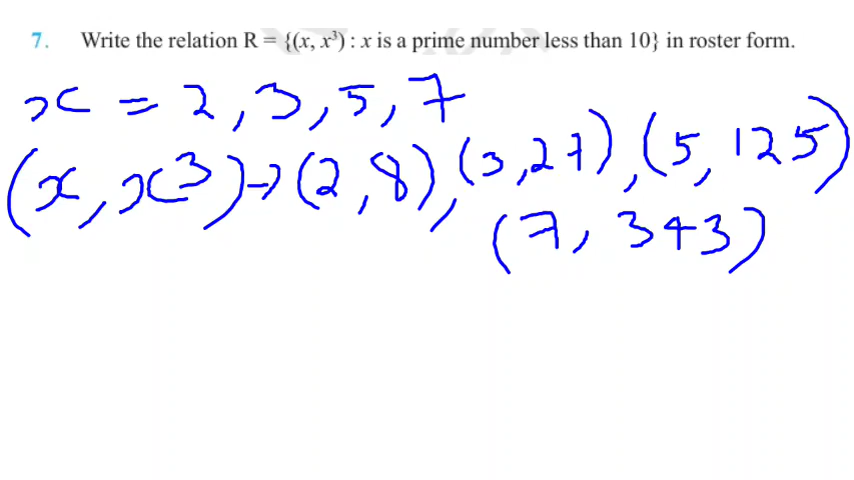 7. Write the relation R = {(x, x³) : x is a prime number less than 10} in roster form.
x = 2, 3, 5, 7
(x, x³) → (2, 8), (3, 27), (5, 125)
(7, 343)